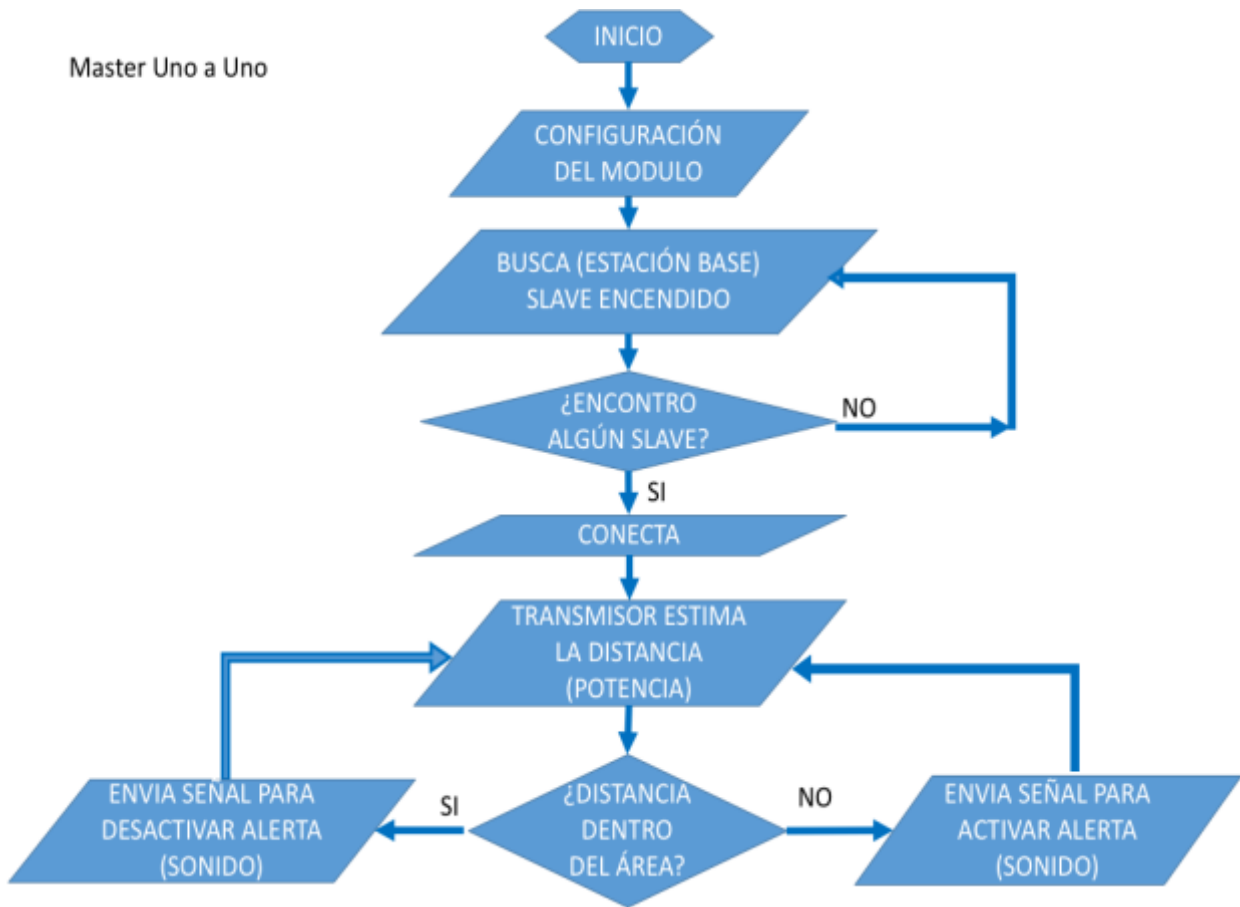 Master Uno a Uno
INICIO
CONFIGURACIÓN
DEL MODULO
BUSCA (ESTACIÓN BASE)
SLAVE ENCENDIDO
¿ENCONTRO
ALGÚN SLAVE?
NO
SI
CONECTA
TRANSMISOR ESTIMA
LA DISTANCIA
(POTENCIA)
¿DISTANCIA
DENTRO
DEL ÁREA?
SI
NO
ENVIA SEÑAL PARA
DESACTIVAR ALERTA
(SONIDO)
ENVIA SEÑAL PARA
ACTIVAR ALERTA
(SONIDO)